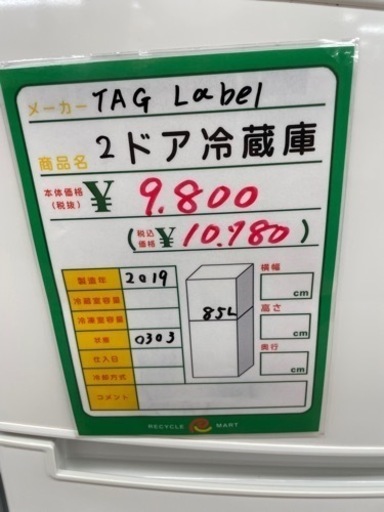 メーカー TAG Label
商品名 2ドア冷蔵庫
本体価格(税抜) ¥ 9.800
(税込価格 ¥ 10.780)
製造年 2019
冷蔵室容量
冷凍室容量
0303
仕入日
冷却方式
コメント
85L
横幅 cm
高さ cm
奥行 cm
RECYCLE MART